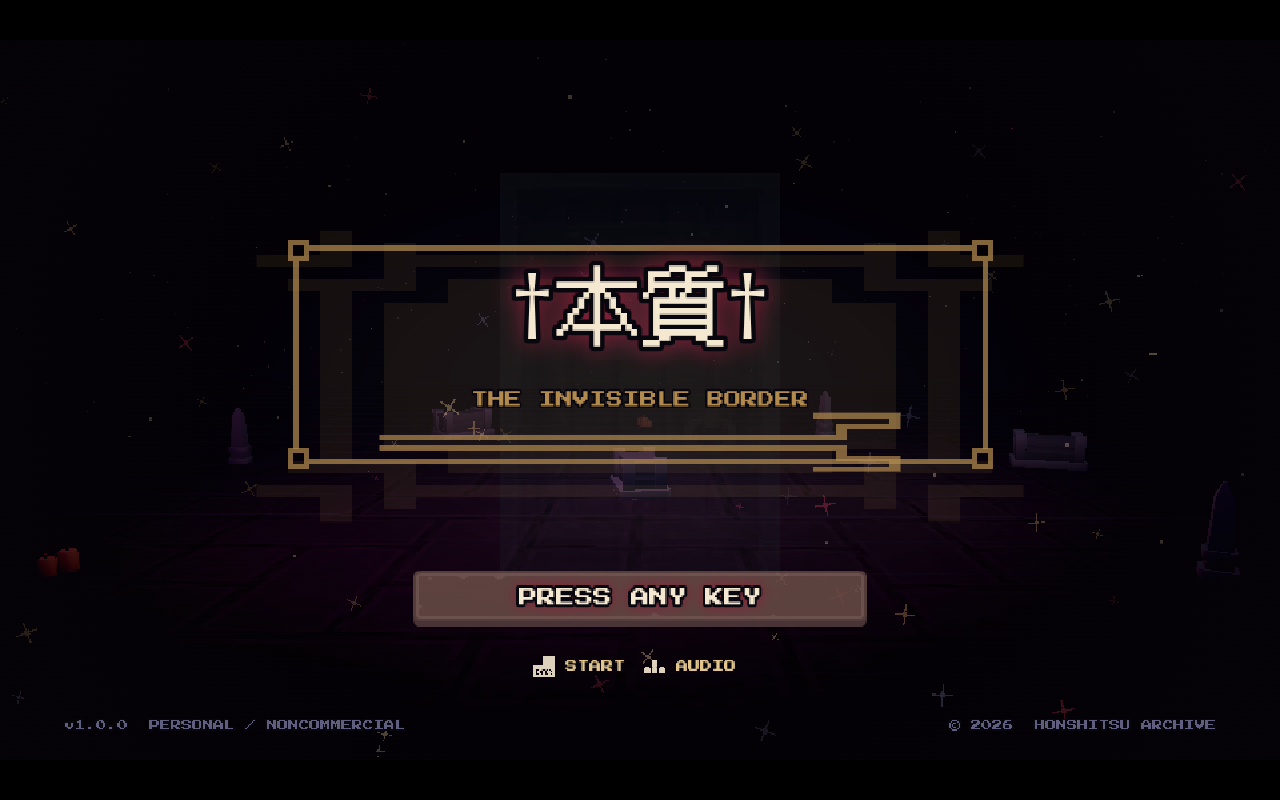 †本質†
THE INVISIBLE BORDER
PRESS ANY KEY
START AUDIO
v1.0.0 PERSONAL / NONCOMMERCIAL
© 2026 HONSHITSU ARCHIVE